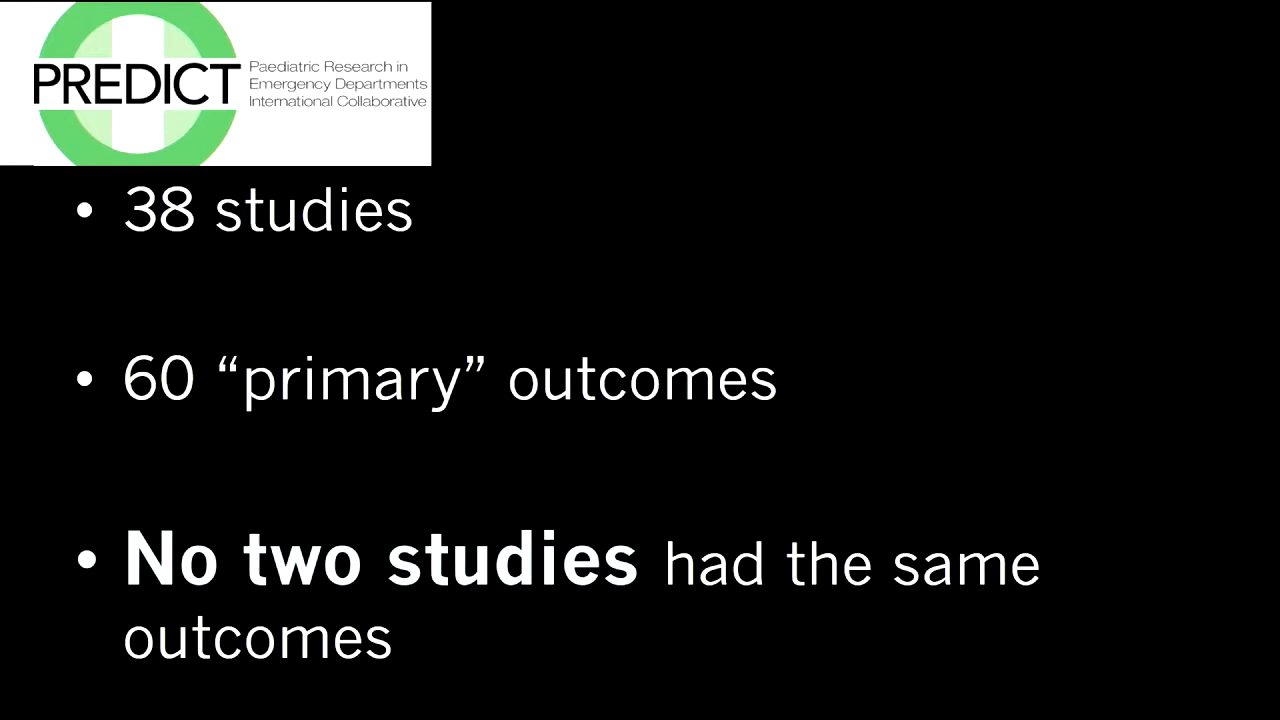 PREDICT
Paediatric Research in
Emergency Departments
International Collaborative
• 38 studies
• 60 “primary” outcomes
• No two studies had the same
outcomes